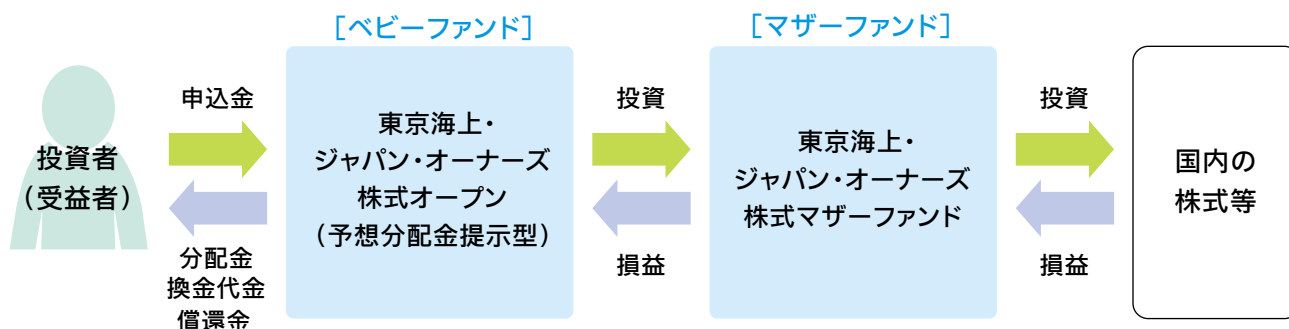 [ベビーファンド]
[マザーファンド]
投資者
(受益者)
申込金
分配金
換金代金
償還金
東京海上・
ジャパン・オーナーズ
株式オープン
(予想分配金提示型)
投資
損益
東京海上・
ジャパン・オーナーズ
株式マザーファンド
投資
損益
国内の
株式等